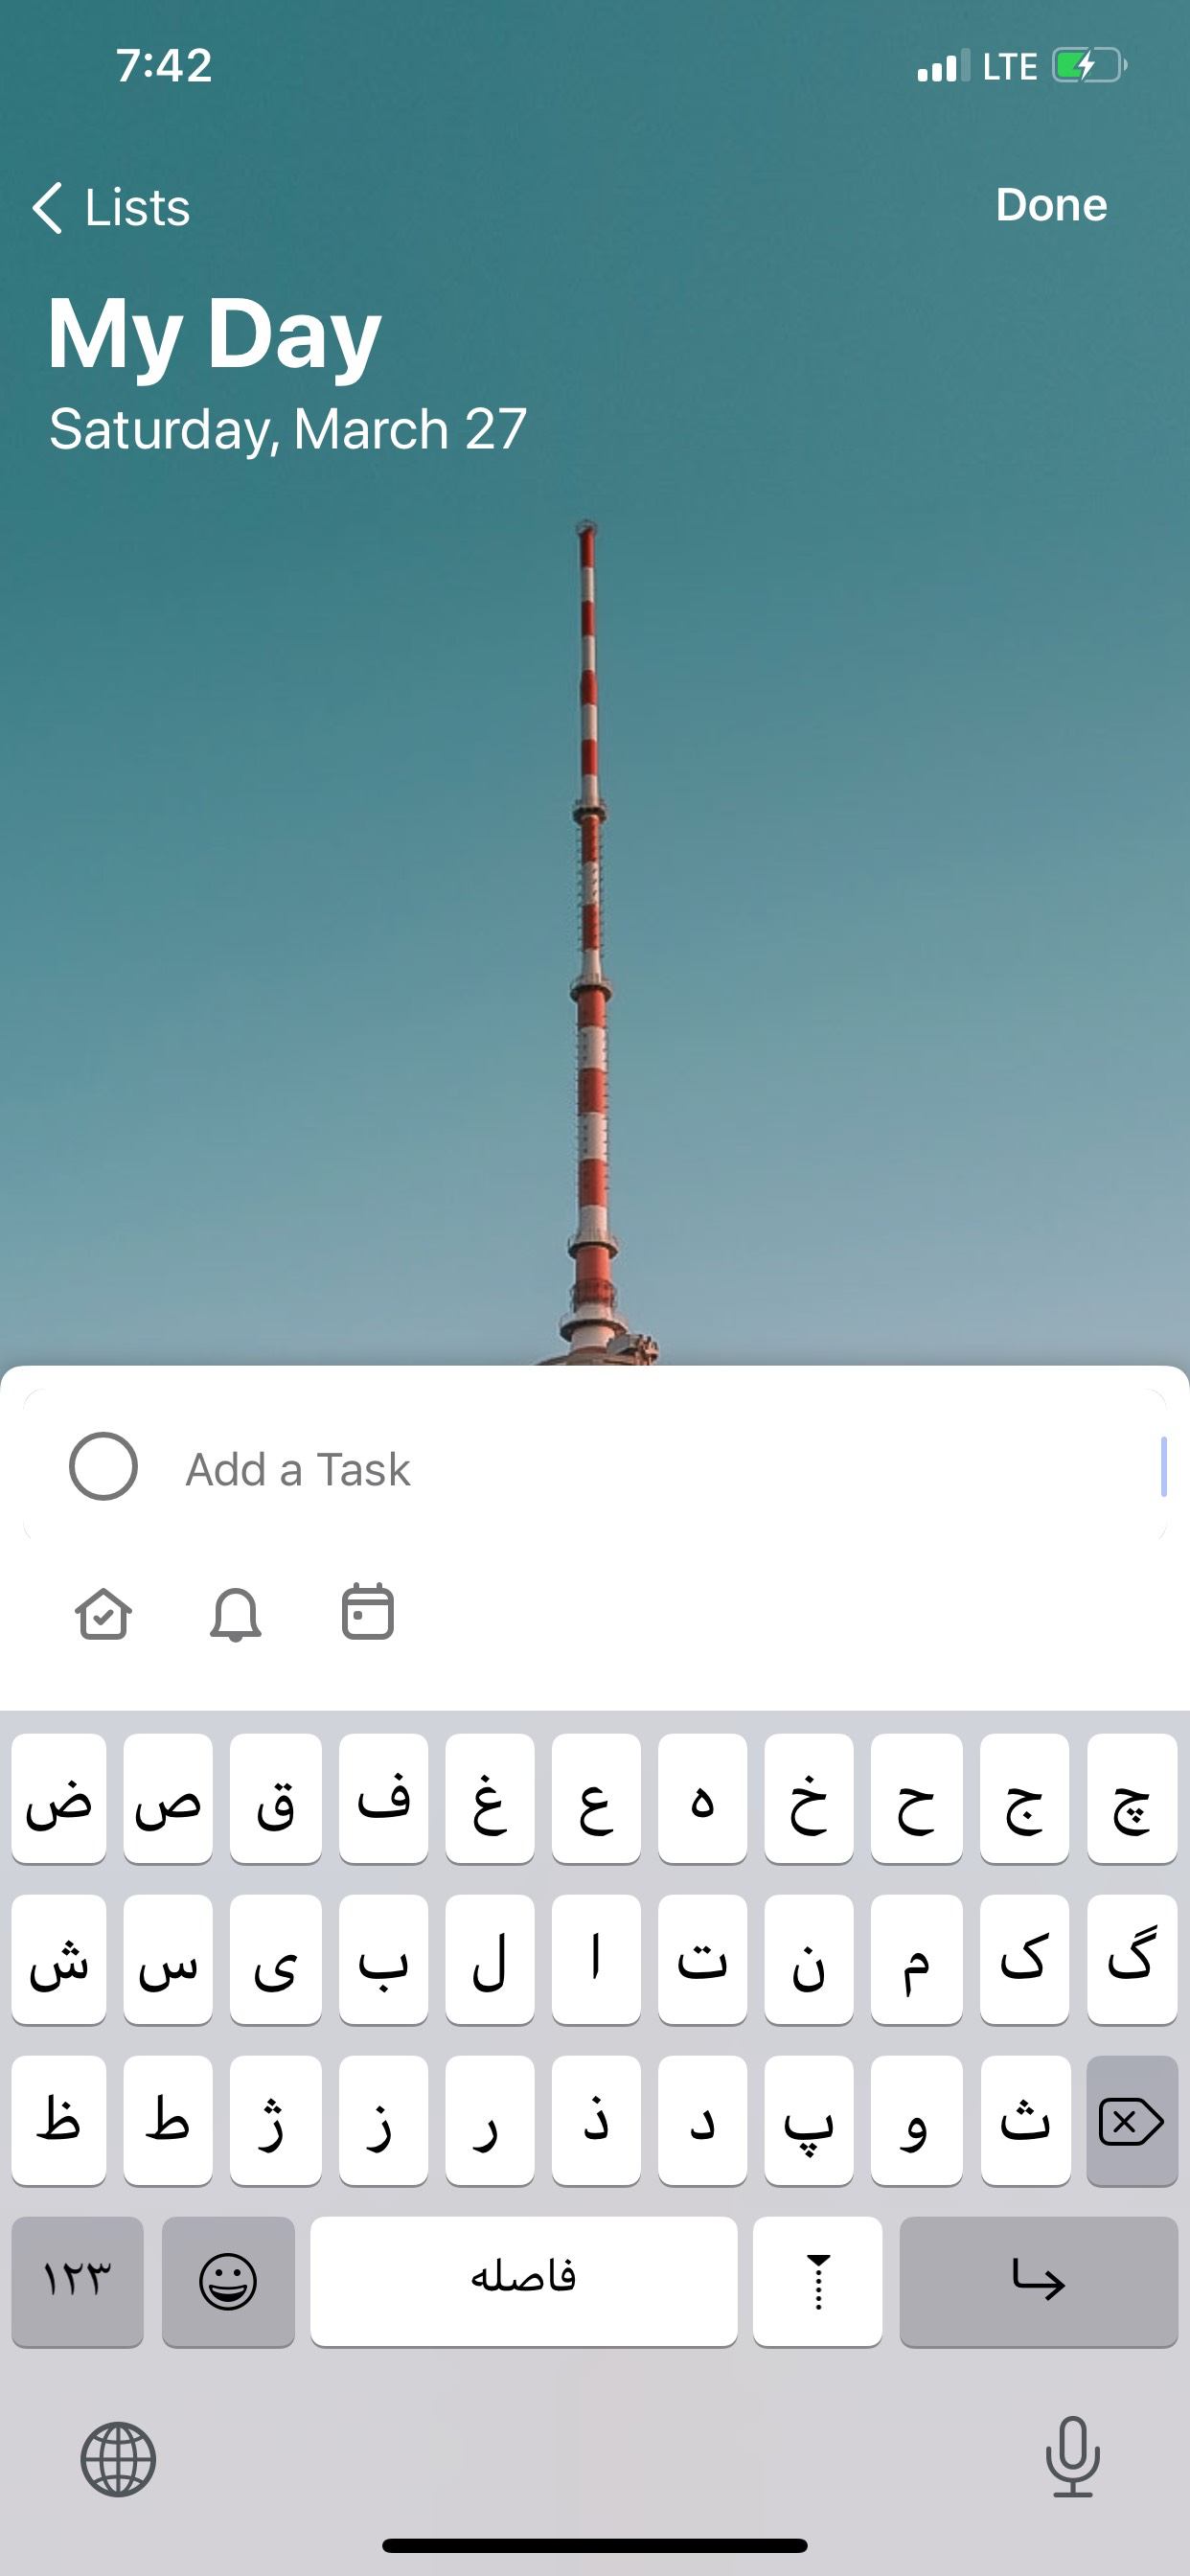 7:42 LTE
Lists Done
My Day
Saturday, March 27
Add a Task
ض ص ق ف غ ع ه خ ح ج چ
ش س ی ب ل ا ت ن م ک گ
ظ ط ژ ز ر ذ د پ و ث
۱۲۳ فاصله